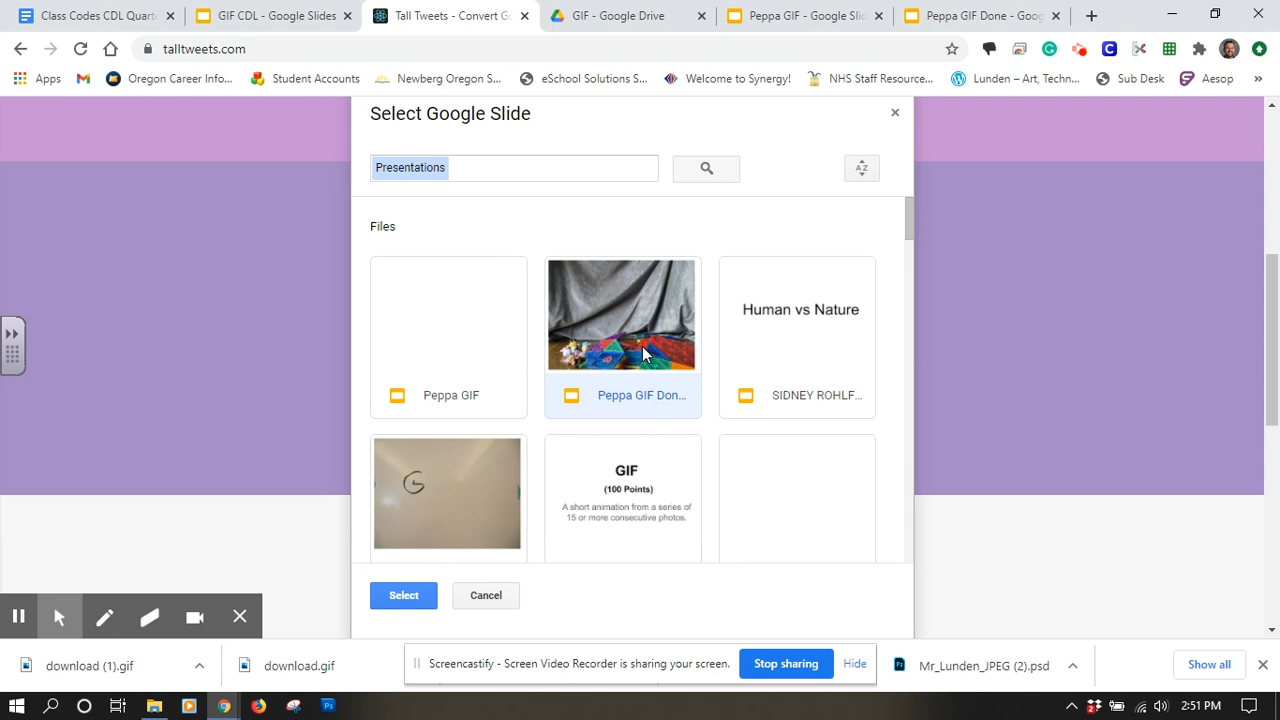 Class Codes CDL Quarte
GIF CDL - Google Slides
Tall Tweets - Convert Go
GIF - Google Drive
Peppa GIF - Google Slic
Peppa GIF Done - Goog
talltweets.com
Apps
Oregon Career Info...
Student Accounts
Newberg Oregon S...
eSchool Solutions S...
Welcome to Synergy!
NHS Staff Resource...
Lunden – Art, Techn...
Sub Desk
Aesop
»
Select Google Slide
Presentations
AZ
Files
Human vs Nature
Peppa GIF
Peppa GIF Don...
SIDNEY ROHLF...
G
GIF
(100 Points)
A short animation from a series of
15 or more consecutive photos.
Select
Cancel
download (1).gif
download.gif
Screencastify - Screen Video Recorder is sharing your screen.
Stop sharing
Hide
Mr_Lunden_JPEG (2).psd
Show all
2:51 PM